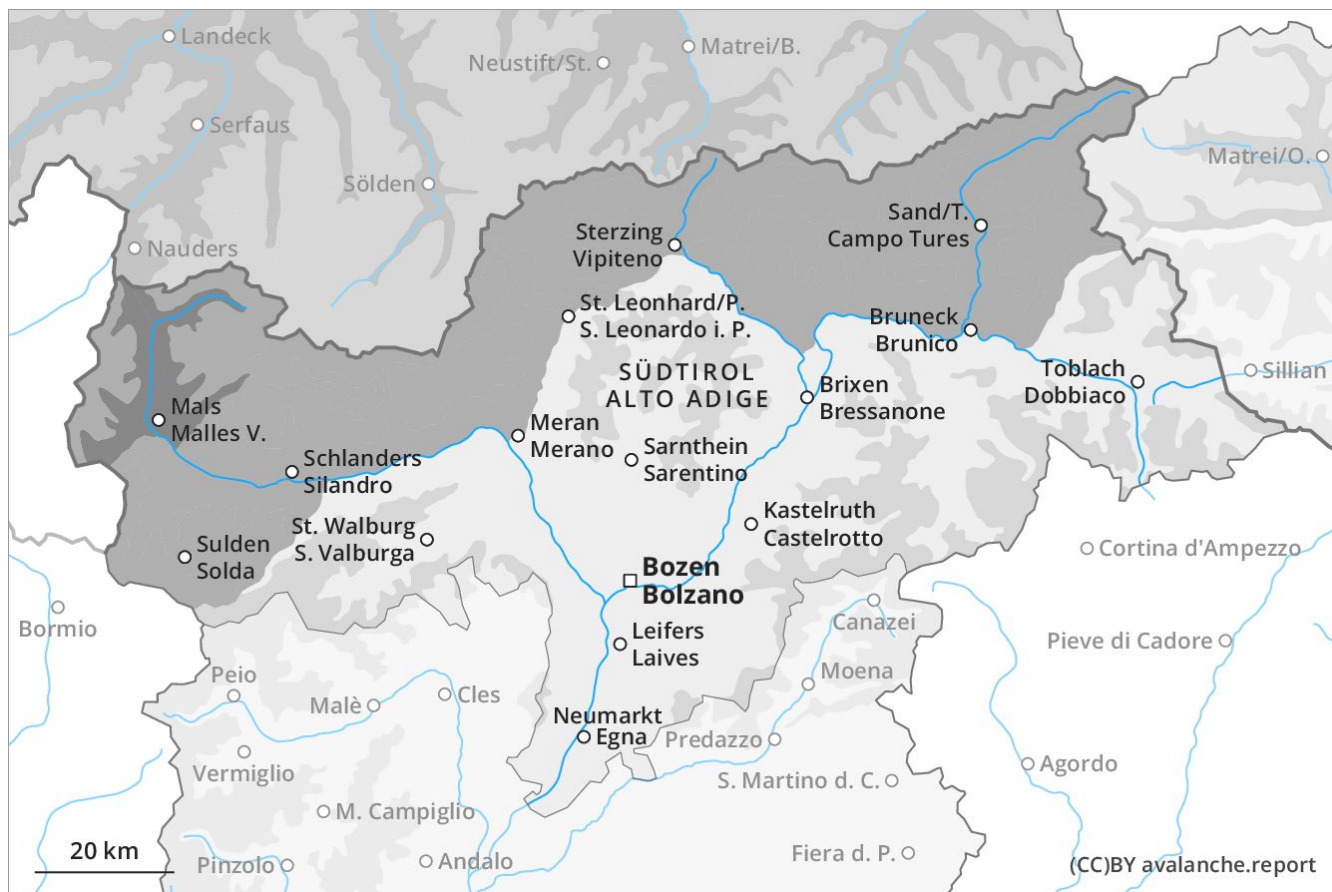 Landeck
Matrei/B.
Neustift/St.
Serfaus
Matrei/O.
Sölden
Sand/T.
Campo Tures
Sterzing
Vipiteno
Nauders
St. Leonhard/P.
S. Leonardo i. P.
Bruneck
Brunico
SÜDTIROL
ALTO ADIGE
Toblach
Dobbiaco
Sillian
Brixen
Bressanone
Mals
Malles V.
Meran
Merano
Sarnthein
Sarentino
Schlanders
Silandro
Kastelruth
Castelrotto
St. Walburg
S. Valburga
Sulden
Solda
Cortina d'Ampezzo
Bozen
Bolzano
Bormio
Canazei
Leifers
Laives
Pieve di Cadore
Peio
Moena
Malè
Cles
Neumarkt
Egna
Predazzo
Vermiglio
Agordo
S. Martino d. C.
M. Campiglio
20 km
Pinzolo
Andalo
Fiera d. P.
(CC)BY avalanche.report